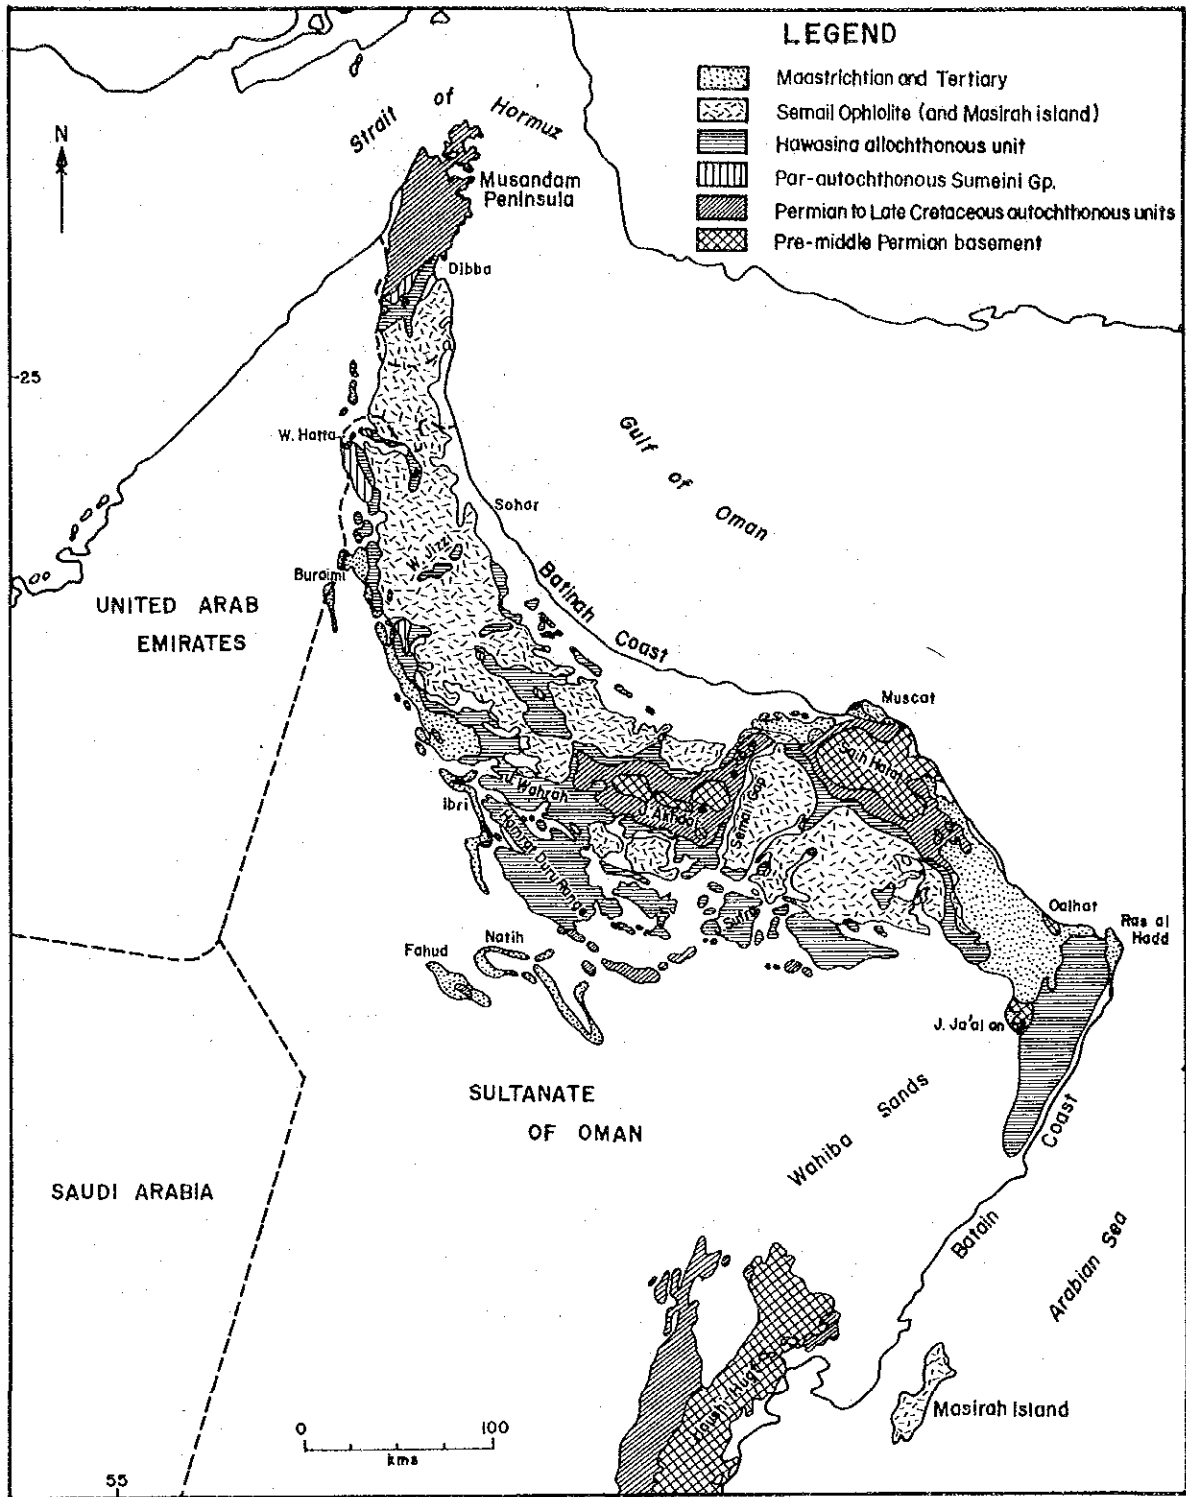 LEGEND
Maastrichtian and Tertiary
Semail Ophiolite (and Masirah island)
Hawasina allochthonous unit
Par-autochthonous Sumeini Gp.
Permian to Late Cretaceous autochthonous units
Pre-middle Permian basement
N
Strait of Hormuz
Musandam
Peninsula
Dibba
25
W. Hatta
Gulf of Oman
Sohar
W. Jizzi
Buraimi
Batinah Coast
UNITED ARAB
EMIRATES
Muscat
Saih Hatat
Wahrah
Ibri
Akhdar
Semail Gap
Hamrat Duru Range
Sufra
Qalhat
Ras al
Hadd
Fahud
Natih
J. Ja'alan
SULTANATE
OF OMAN
Wahiba Sands
Batain Coast
SAUDI ARABIA
Arabian Sea
Haushi-Huqf
Masirah Island
0 100
kms
55